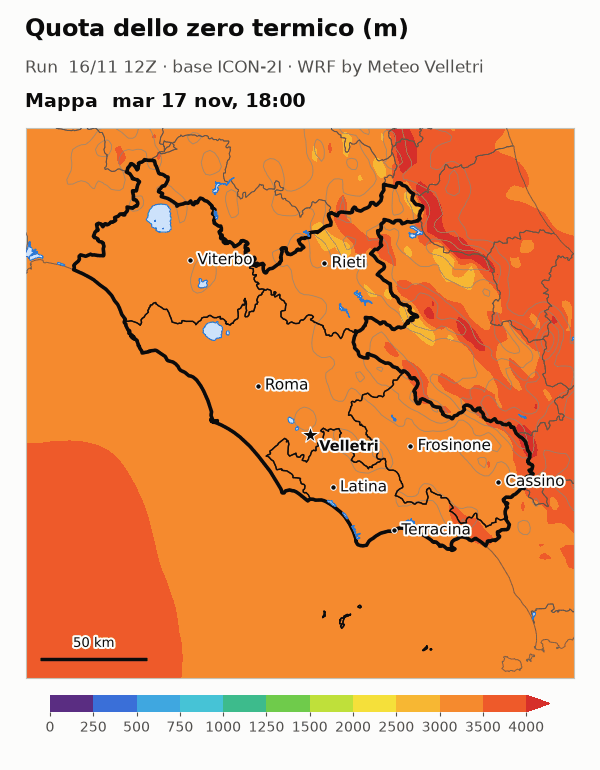 Quota dello zero termico (m)
Run 16/11 12Z · base ICON-2I · WRF by Meteo Velletri
Mappa mar 17 nov, 18:00
Viterbo
Rieti
Roma
Velletri
Frosinone
Cassino
Latina
Terracina
50 km
0 250 500 750 1000 1250 1500 2000 2500 3000 3500 4000